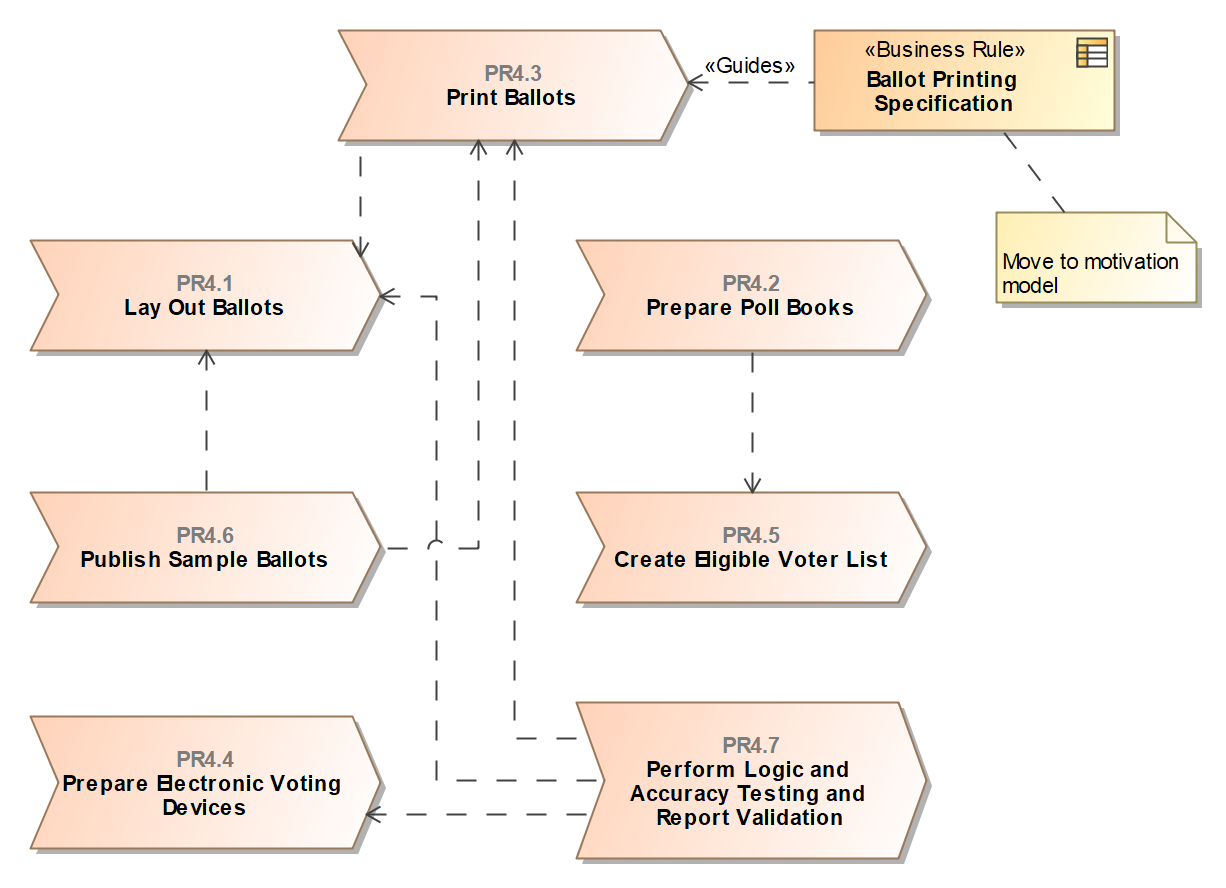 PR4.3
Print Ballots
«Guides»
«Business Rule»
Ballot Printing
Specification
Move to motivation
model
PR4.1
Lay Out Ballots
PR4.2
Prepare Poll Books
PR4.6
Publish Sample Ballots
PR4.5
Create Eligible Voter List
PR4.4
Prepare Electronic Voting
Devices
PR4.7
Perform Logic and
Accuracy Testing and
Report Validation